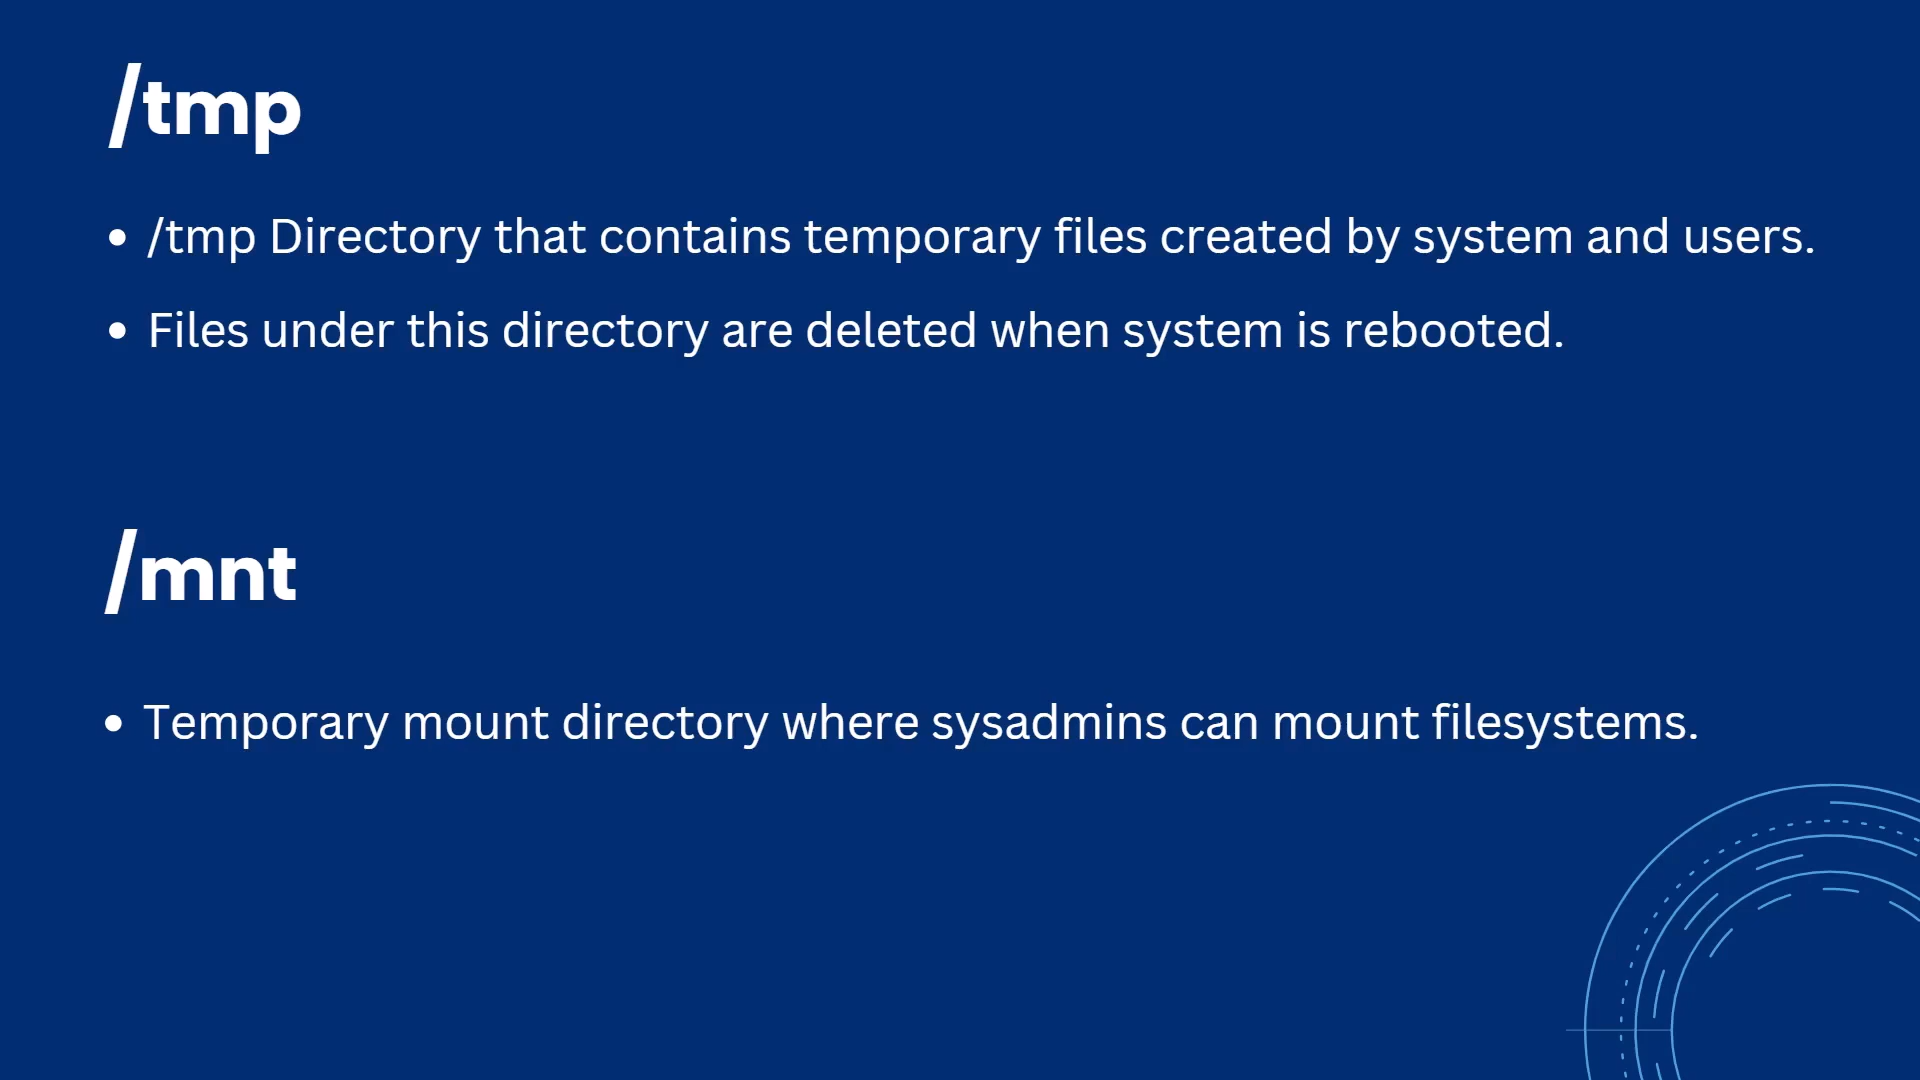 /tmp
• /tmp Directory that contains temporary files created by system and users.
• Files under this directory are deleted when system is rebooted.
/mnt
• Temporary mount directory where sysadmins can mount filesystems.